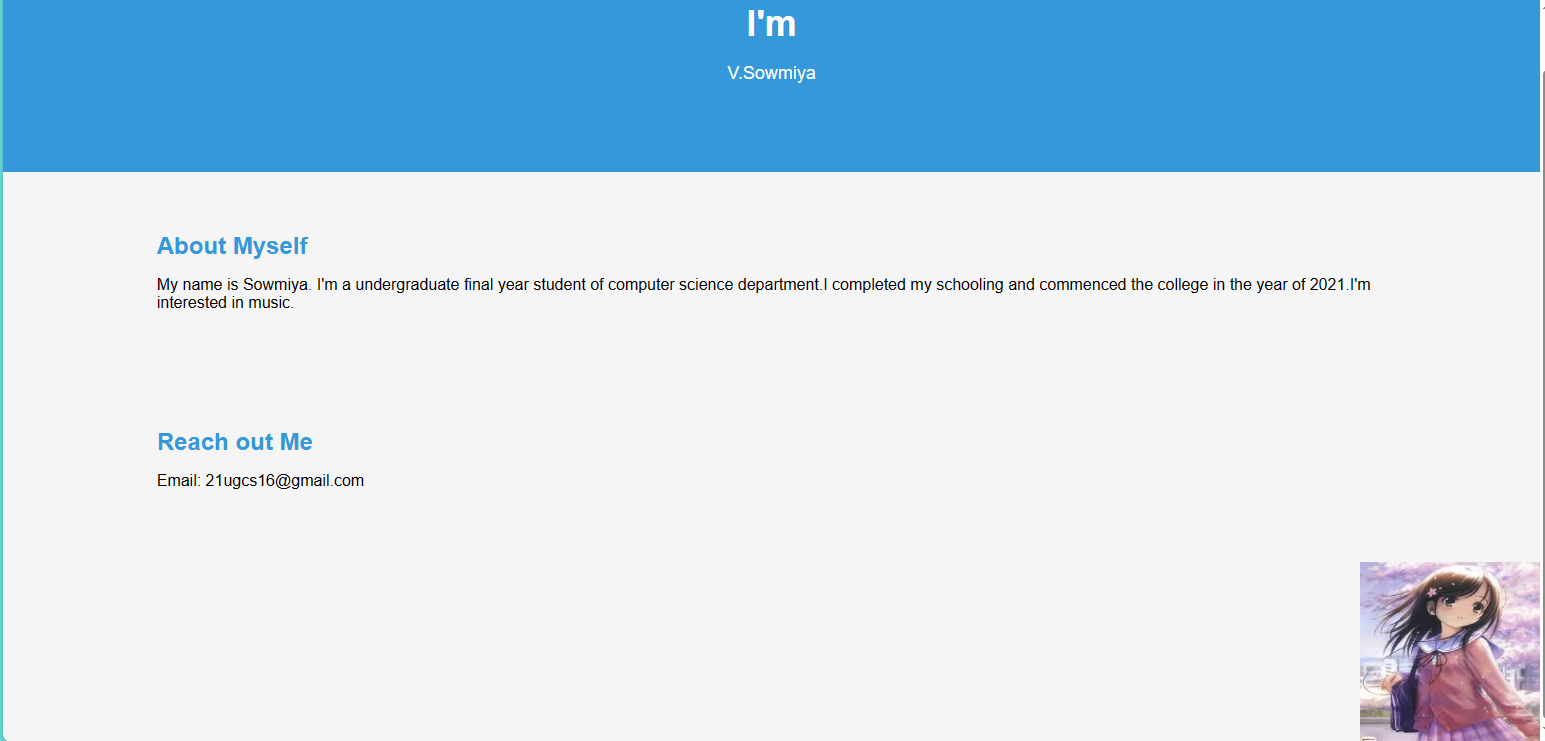 I'm
V.Sowmiya
About Myself
My name is Sowmiya. I'm a undergraduate final year student of computer science department.I completed my schooling and commenced the college in the year of 2021.I'm
interested in music.
Reach out Me
Email: 21ugcs16@gmail.com